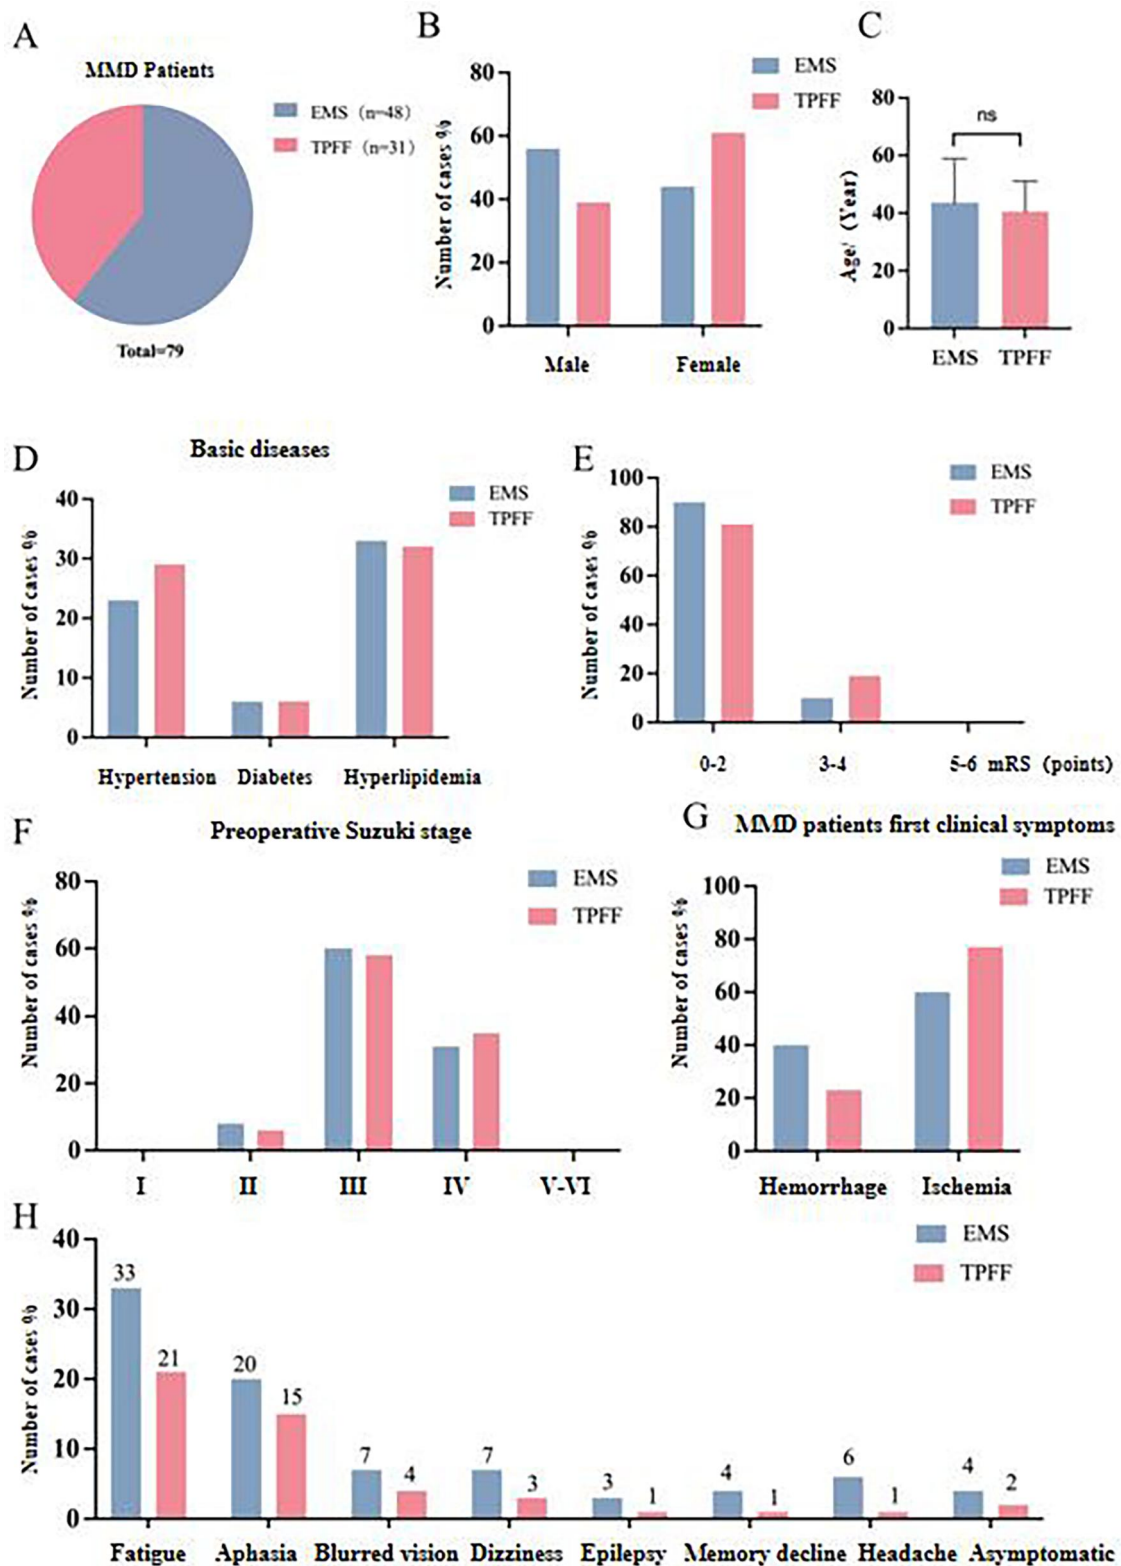 A
MMD Patients
EMS (n=48)
TPFF (n=31)
Total=79
B
EMS
TPFF
Number of cases %
80
60
40
20
0
Male Female
C
80
60
40
20
0
Age/ (Year)
ns
EMS TPFF
D
Basic diseases
EMS
TPFF
Number of cases %
40
30
20
10
0
Hypertension Diabetes Hyperlipidemia
E
EMS
TPFF
Number of cases %
100
80
60
40
20
0
0-2 3-4 5-6 mRS (points)
F
Preoperative Suzuki stage
EMS
TPFF
Number of cases %
80
60
40
20
0
I II III IV V-VI
G
MMD patients first clinical symptoms
EMS
TPFF
Number of cases %
100
80
60
40
20
0
Hemorrhage Ischemia
H
EMS
TPFF
Number of cases %
40
30
20
10
0
33 21 20 15 7 4 7 3 3 1 4 1 6 1 4 2
Fatigue Aphasia Blurred vision Dizziness Epilepsy Memory decline Headache Asymptomatic